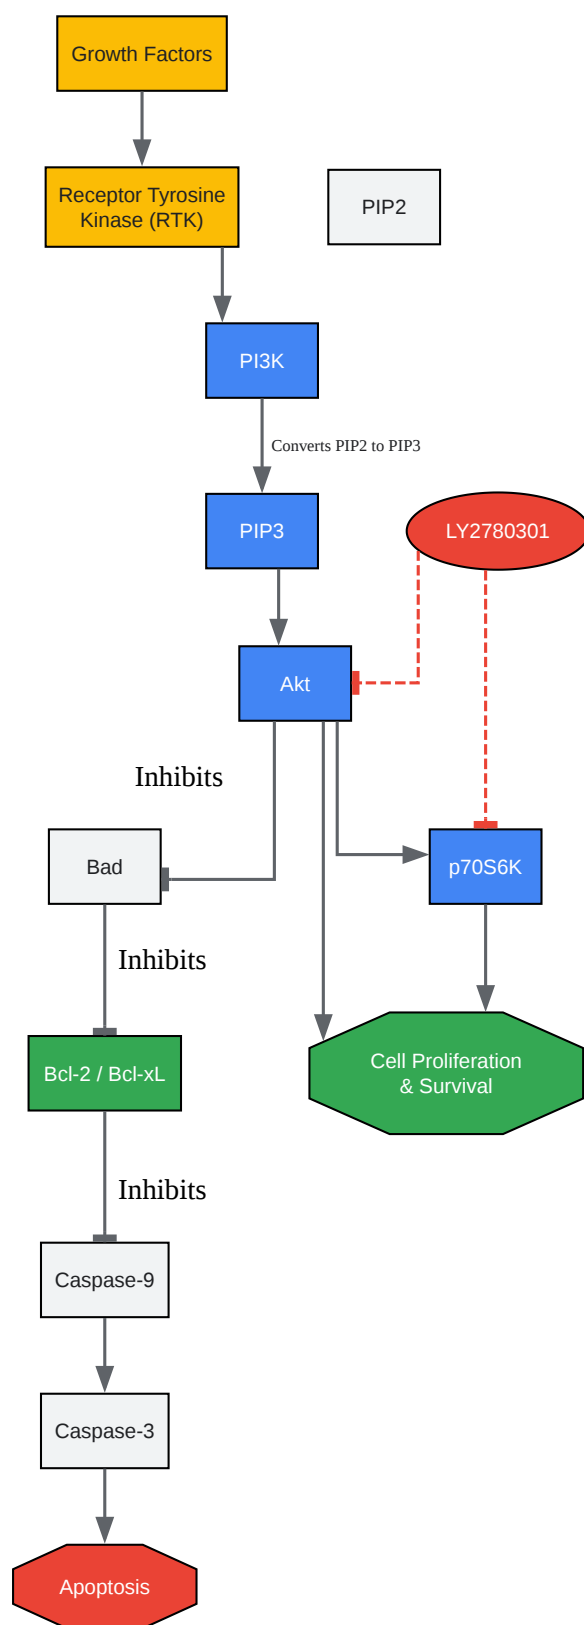 Growth Factors
Receptor Tyrosine
Kinase (RTK)
PIP2
PI3K
Converts PIP2 to PIP3
PIP3
LY2780301
Akt
Inhibits
Bad
p70S6K
Inhibits
Bcl-2 / Bcl-xL
Cell Proliferation
& Survival
Inhibits
Caspase-9
Caspase-3
Apoptosis